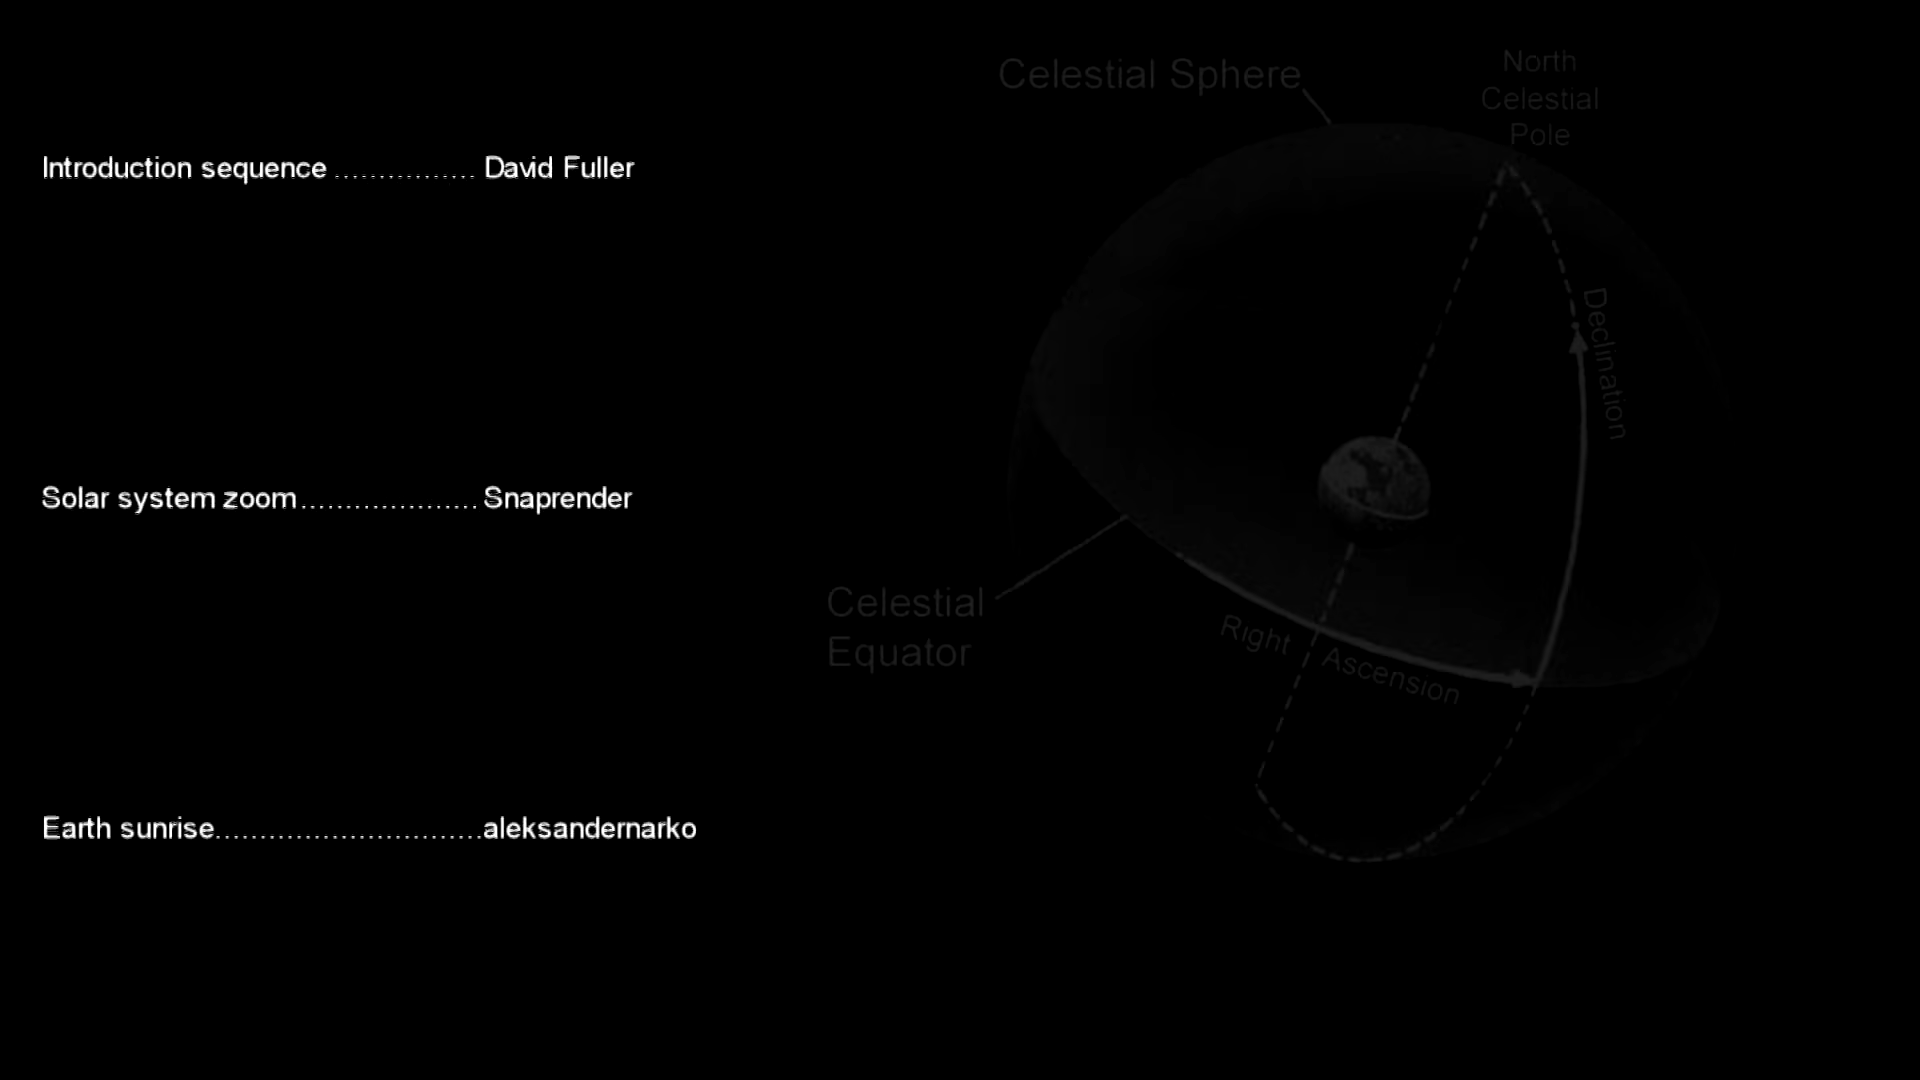 Introduction sequence ................ David Fuller
Solar system zoom.................... Snaprender
Earth sunrise..............................aleksandernarko
Celestial Sphere
North
Celestial
Pole
Declination
Celestial
Equator
Right Ascension